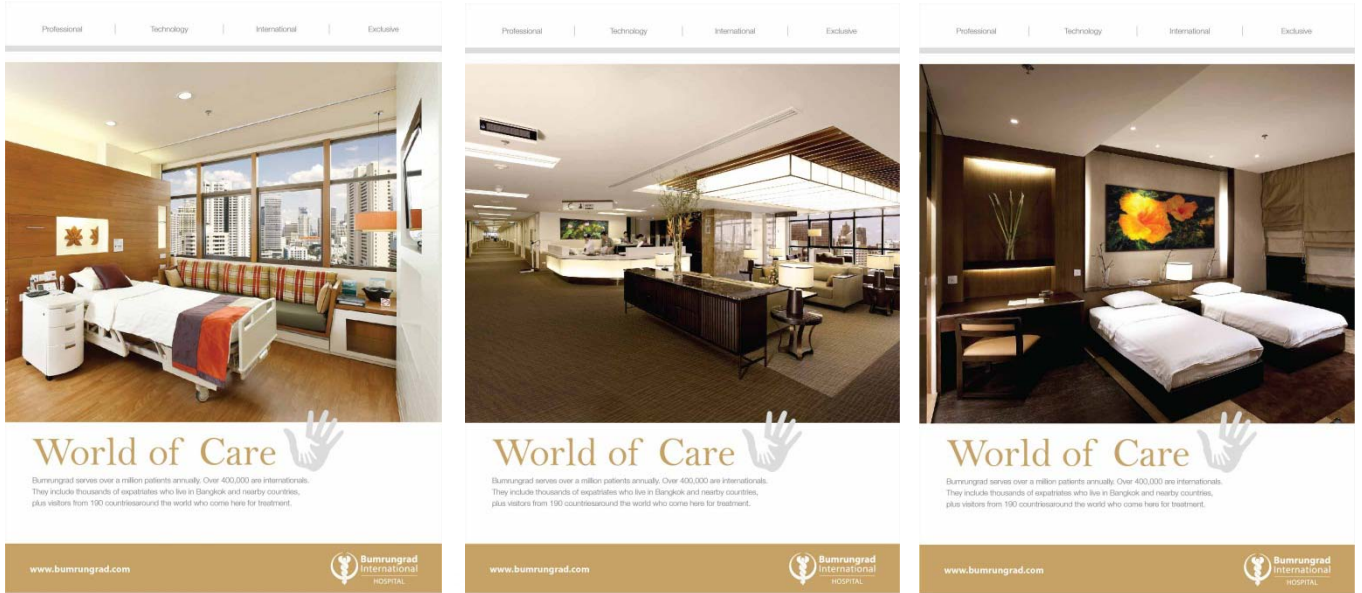 Professional | Technology | International | Exclusive
World of Care
Bumrungrad serves over a million patients annually. Over 400,000 are internationals.
They include thousands of expatriates who live in Bangkok and nearby countries,
plus visitors from 190 countriesaround the world who come here for treatment.
www.bumrungrad.com
Bumrungrad
International
HOSPITAL
Professional | Technology | International | Exclusive
World of Care
Bumrungrad serves over a million patients annually. Over 400,000 are internationals.
They include thousands of expatriates who live in Bangkok and nearby countries,
plus visitors from 190 countriesaround the world who come here for treatment.
www.bumrungrad.com
Bumrungrad
International
HOSPITAL
Professional | Technology | International | Exclusive
World of Care
Bumrungrad serves over a million patients annually. Over 400,000 are internationals.
They include thousands of expatriates who live in Bangkok and nearby countries,
plus visitors from 190 countriesaround the world who come here for treatment.
www.bumrungrad.com
Bumrungrad
International
HOSPITAL